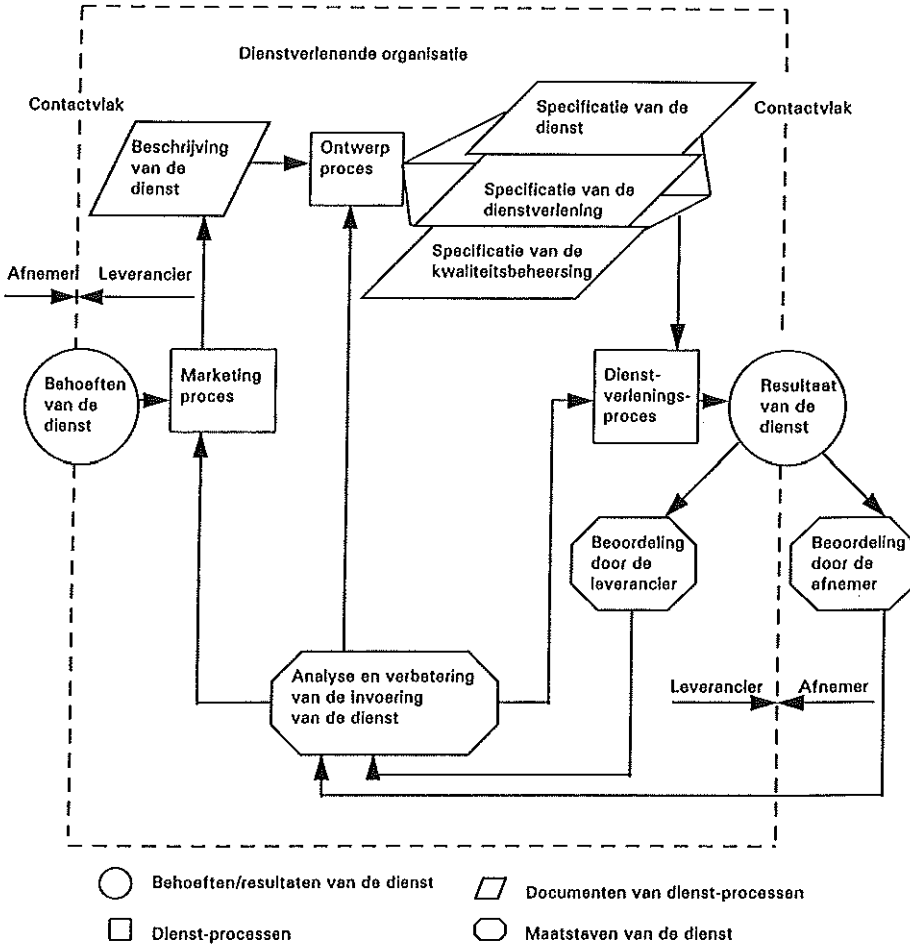 Dienstverlenende organisatie
Contactvlak
Contactvlak
Beschrijving
van de
dienst
Ontwerp
proces
Specificatie van de
dienst
Specificatie van de
dienstverlening
Specificatie van de
kwaliteitsbeheersing
Afnemer
Leverancier
Behoeften
van de
dienst
Marketing
proces
Dienst-
verlenings-
proces
Resultaat
van de
dienst
Beoordeling
door de
leverancier
Beoordeling
door de
afnemer
Analyse en verbetering
van de invoering
van de dienst
Leverancier
Afnemer
Behoeften/resultaten van de dienst
Documenten van dienst-processen
Dienst-processen
Maatstaven van de dienst